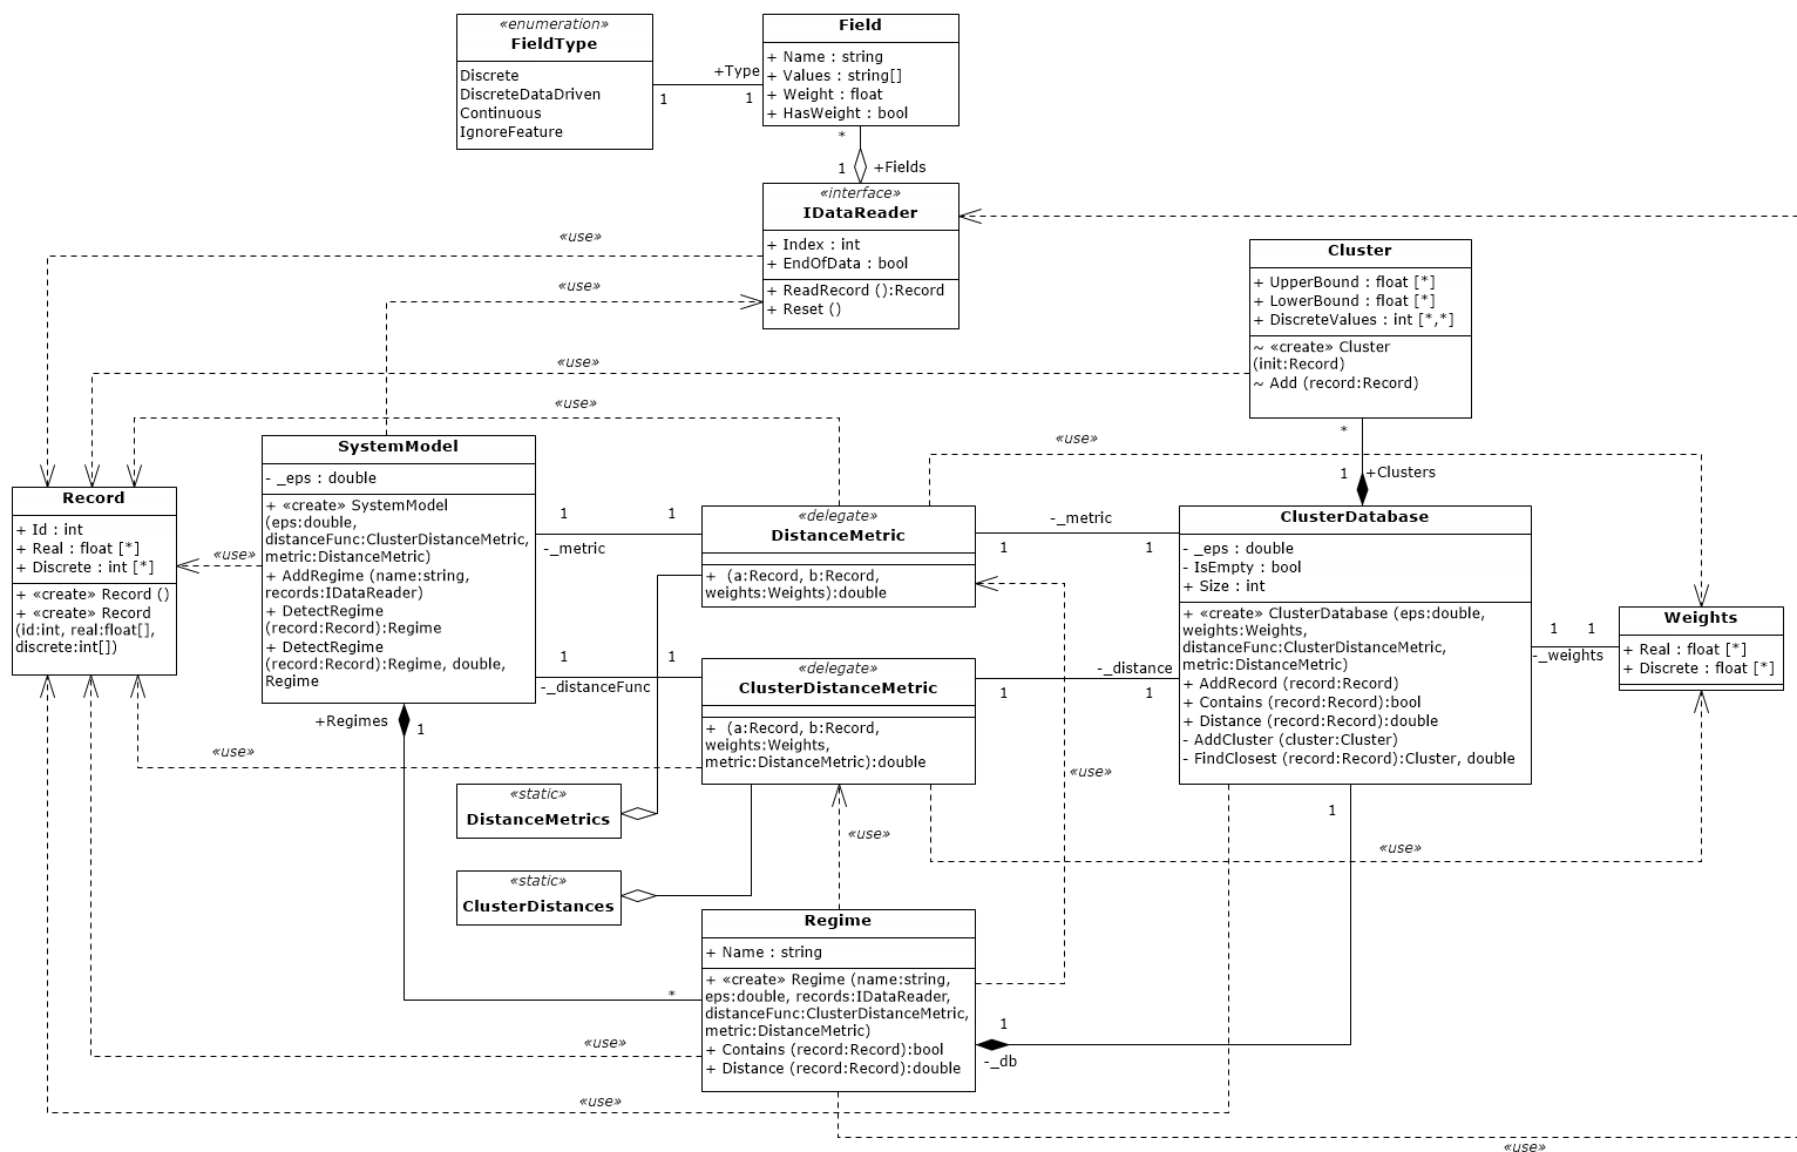 «enumeration»
FieldType
Discrete
DiscreteDataDriven
Continuous
IgnoreFeature
+Type
1
1
Field
+ Name : string
+ Values : string[]
+ Weight : float
+ HasWeight : bool
*
1
+Fields
«interface»
IDataReader
+ Index : int
+ EndOfData : bool
+ ReadRecord ():Record
+ Reset ()
«use»
«use»
«use»
«use»
Cluster
+ UpperBound : float [*]
+ LowerBound : float [*]
+ DiscreteValues : int [*,*]
~ «create» Cluster
(init:Record)
~ Add (record:Record)
*
1
+Clusters
«use»
Record
+ Id : int
+ Real : float [*]
+ Discrete : int [*]
+ «create» Record ()
+ «create» Record
(id:int, real:float[],
discrete:int[])
«use»
SystemModel
- _eps : double
+ «create» SystemModel
(eps:double,
distanceFunc:ClusterDistanceMetric,
metric:DistanceMetric)
+ AddRegime (name:string,
records:IDataReader)
+ DetectRegime
(record:Record):Regime
+ DetectRegime
(record:Record):Regime, double,
Regime
1
1
-_metric
1
1
-_distanceFunc
+Regimes
1
*
«delegate»
DistanceMetric
+  (a:Record, b:Record,
weights:Weights):double
-_metric
1
1
«delegate»
ClusterDistanceMetric
+  (a:Record, b:Record,
weights:Weights,
metric:DistanceMetric):double
-_distance
1
1
ClusterDatabase
- _eps : double
- IsEmpty : bool
+ Size : int
+ «create» ClusterDatabase (eps:double,
weights:Weights,
distanceFunc:ClusterDistanceMetric,
metric:DistanceMetric)
+ AddRecord (record:Record)
+ Contains (record:Record):bool
+ Distance (record:Record):double
- AddCluster (cluster:Cluster)
- FindClosest (record:Record):Cluster, double
1
1
-_weights
Weights
+ Real : float [*]
+ Discrete : float [*]
«use»
«use»
«use»
«use»
«static»
DistanceMetrics
«static»
ClusterDistances
Regime
+ Name : string
+ «create» Regime (name:string,
eps:double, records:IDataReader,
distanceFunc:ClusterDistanceMetric,
metric:DistanceMetric)
+ Contains (record:Record):bool
+ Distance (record:Record):double
1
1
-_db
«use»
«use»
«use»